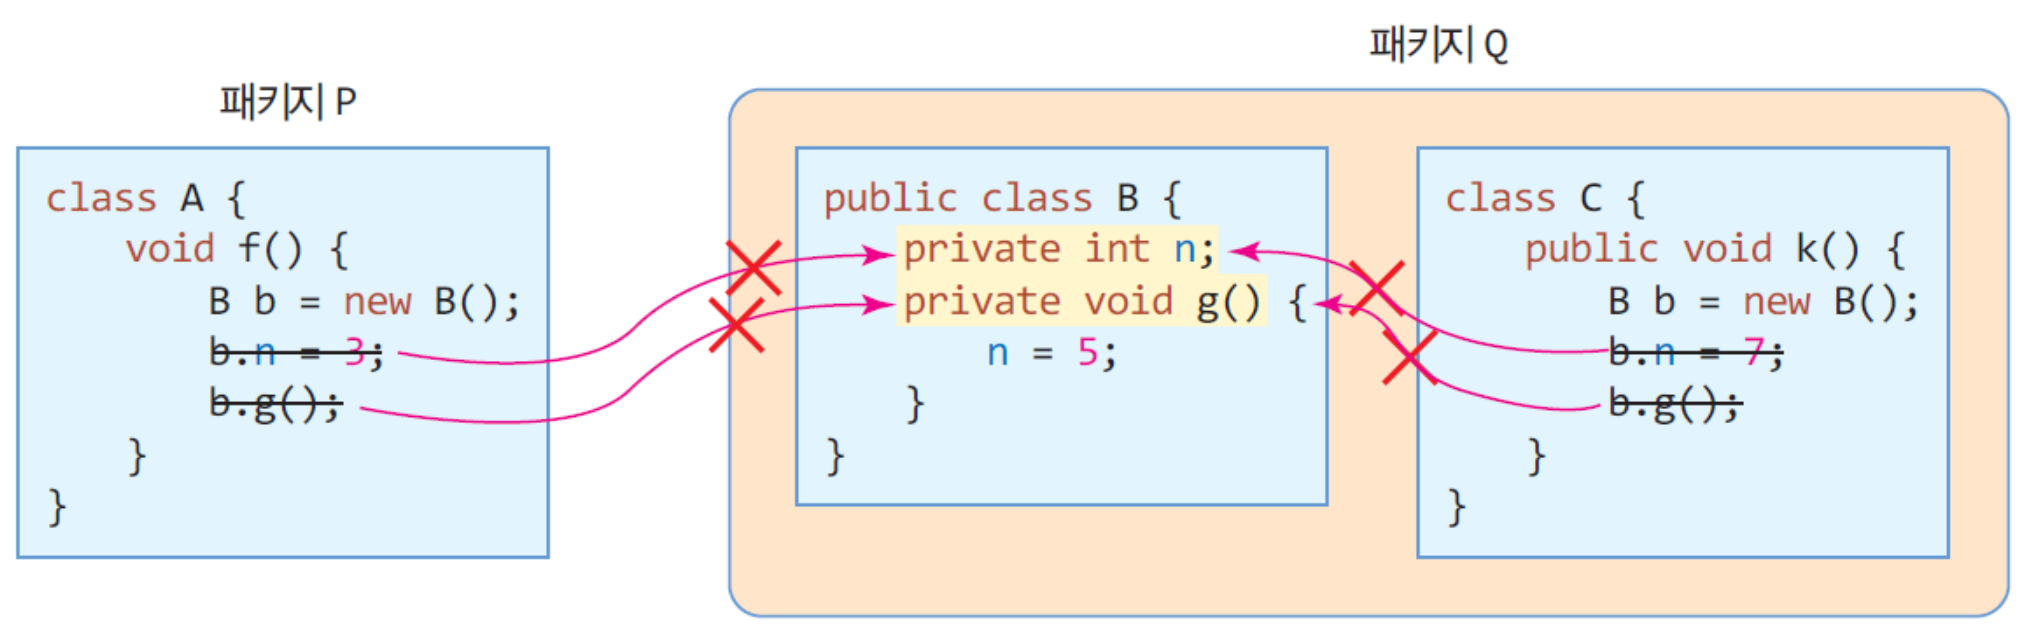 패키지 P
class A {
void f() {
B b = new B();
b.n = 3;
b.g();
}
}
패키지 Q
public class B {
private int n;
private void g() {
n = 5;
}
}
class C {
public void k() {
B b = new B();
b.n = 7;
b.g();
}
}